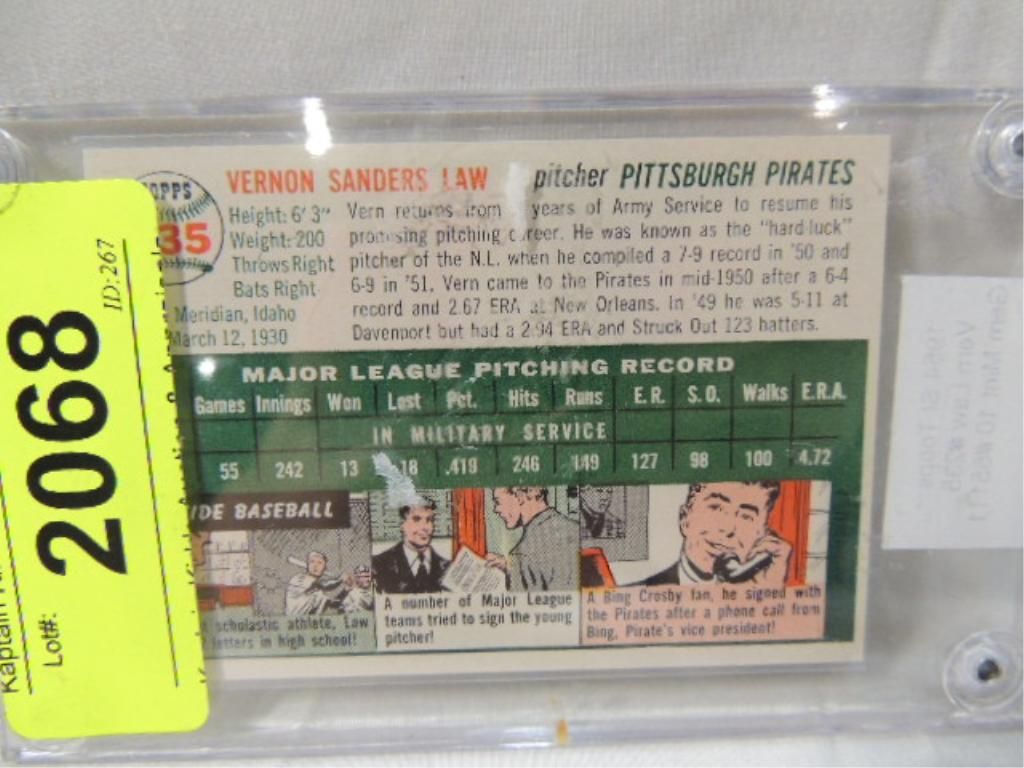 VERNON SANDERS LAW pitcher PITTSBURGH PIRATES
35
Height: 6' 3"
Weight: 200
Throws Right
Bats Right
Meridian, Idaho
March 12, 1930
Vern returns from years of Army Service to resume his
promising pitching career. He was known as the "hard-luck"
pitcher of the N.L. when he compiled a 7-9 record in '50 and
6-9 in '51. Vern came to the Pirates in mid-1950 after a 6-4
record and 2.67 ERA at New Orleans. In '49 he was 5-11 at
Davenport but had a 2.94 ERA and Struck Out 123 batters.
MAJOR LEAGUE PITCHING RECORD
Games Innings Won Lost Pct. Hits Runs E.R. S.O. Walks E.R.A.
IN MILITARY SERVICE
55 242 13 18 .419 246 149 127 98 100 4.72
IDE BASEBALL
scholastic athlete, Law
letters in high school!
A number of Major League
teams tried to sign the young
pitcher!
A Bing Crosby fan, he signed with
the Pirates after a phone call from
Bing, Pirate's vice president!
Lot#:
2068
ID:267